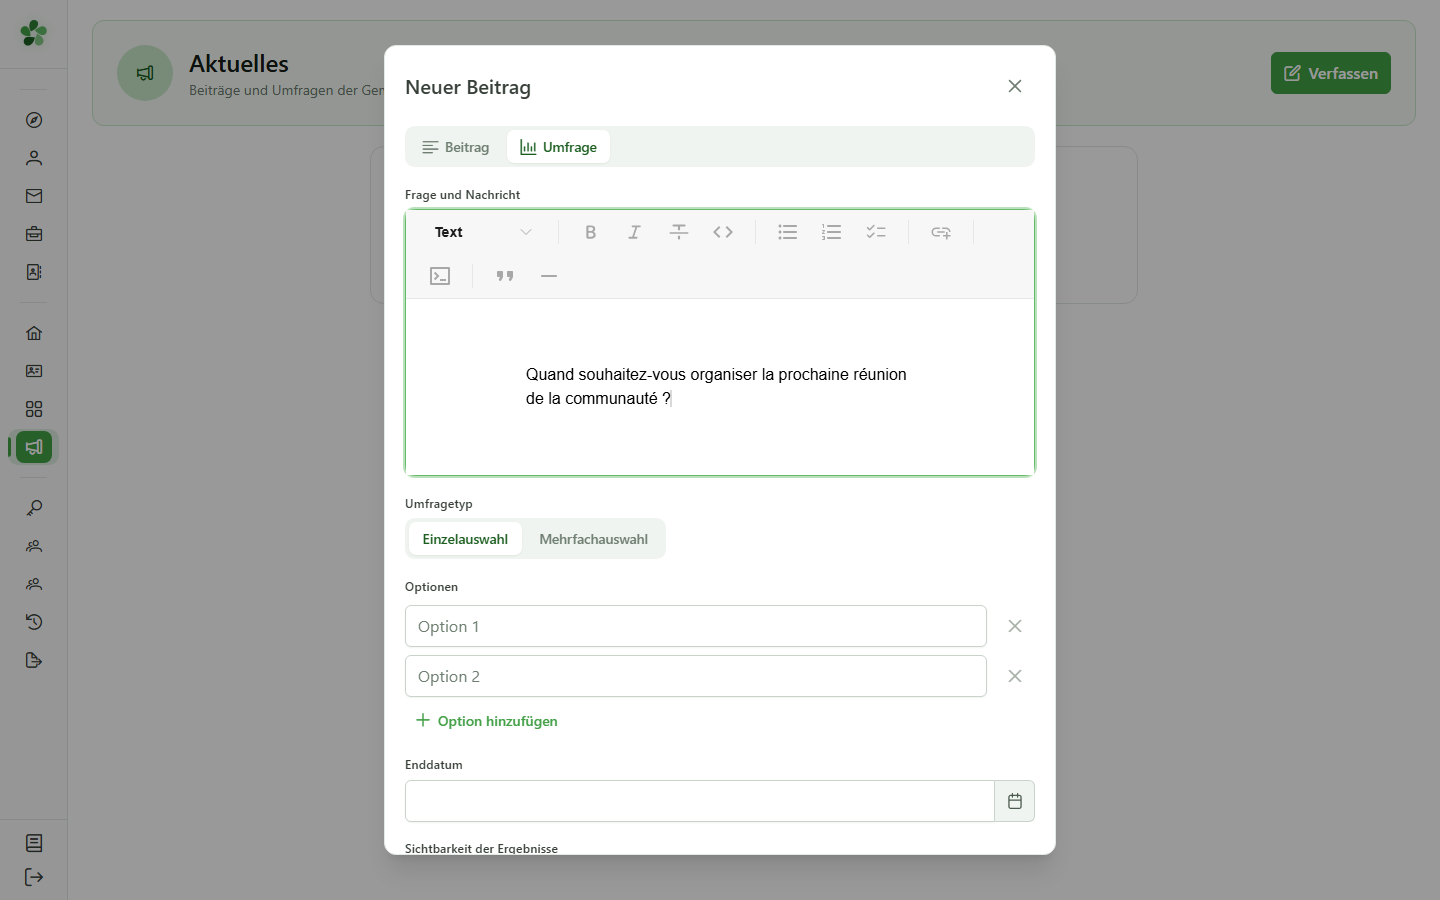 Aktuelles
Beiträge und Umfragen der Ger
Verfassen
Neuer Beitrag
Beitrag
Umfrage
Frage und Nachricht
Text
Quand souhaitez-vous organiser la prochaine réunion
de la communauté ?
Umfragetyp
Einzelauswahl
Mehrfachauswahl
Optionen
Option 1
Option 2
Option hinzufügen
Enddatum
Sichtbarkeit der Ergebnisse